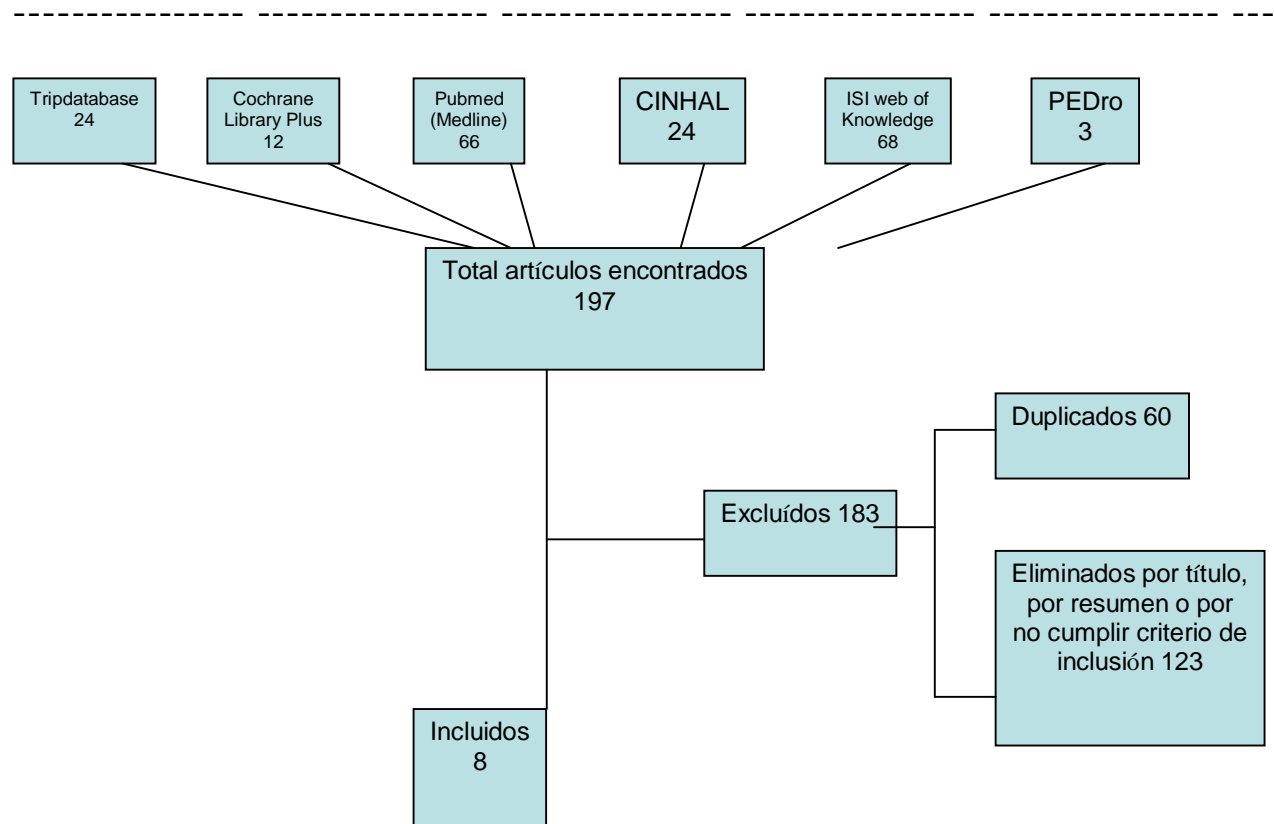 Tripdatabase
24
Cochrane
Library Plus
12
Pubmed
(Medline)
66
CINHAL
24
ISI web of
Knowledge
68
PEDro
3
Total artículos encontrados
197
Duplicados 60
Excluídos 183
Eliminados por título,
por resumen o por
no cumplir criterio de
inclusión 123
Incluidos
8